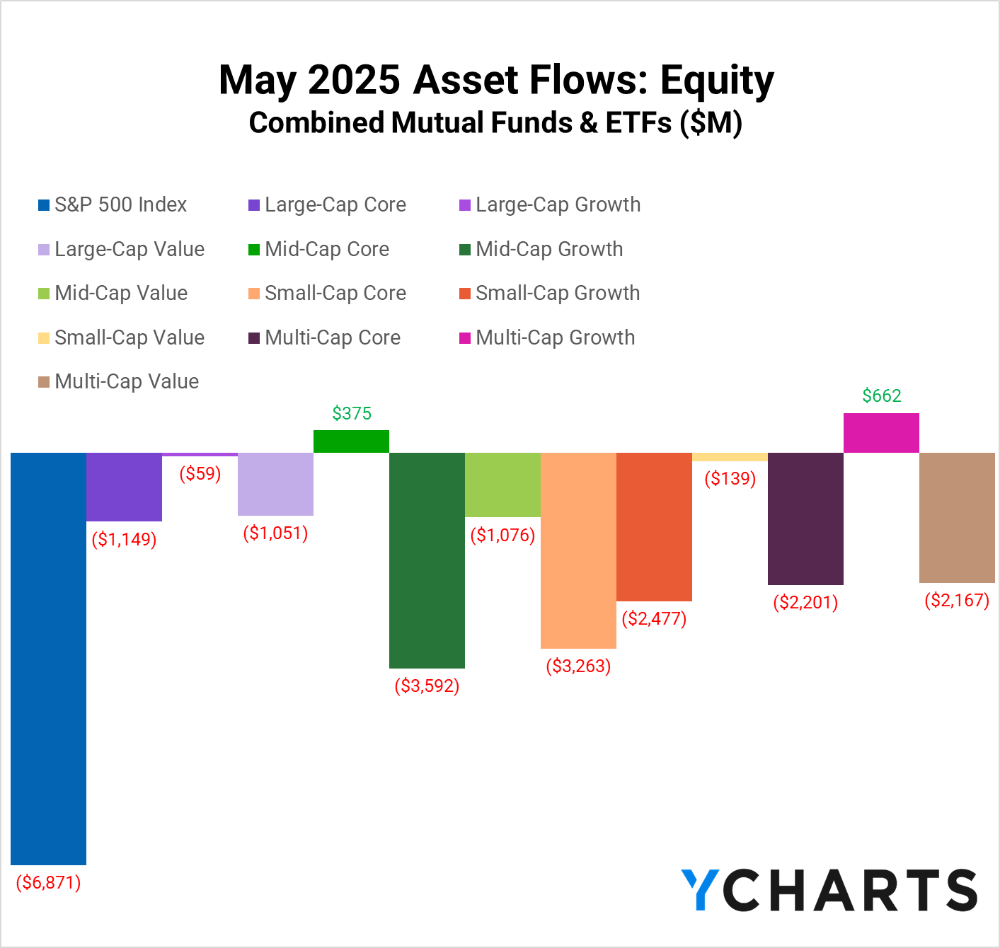 May 2025 Asset Flows: Equity
Combined Mutual Funds & ETFs ($M)
S&P 500 Index
Large-Cap Core
Large-Cap Growth
Large-Cap Value
Mid-Cap Core
Mid-Cap Growth
Mid-Cap Value
Small-Cap Core
Small-Cap Growth
Small-Cap Value
Multi-Cap Core
Multi-Cap Growth
Multi-Cap Value
($6,871)
($1,149)
($59)
($1,051)
$375
($3,592)
($1,076)
($3,263)
($2,477)
($139)
($2,201)
$662
($2,167)
YCHARTS